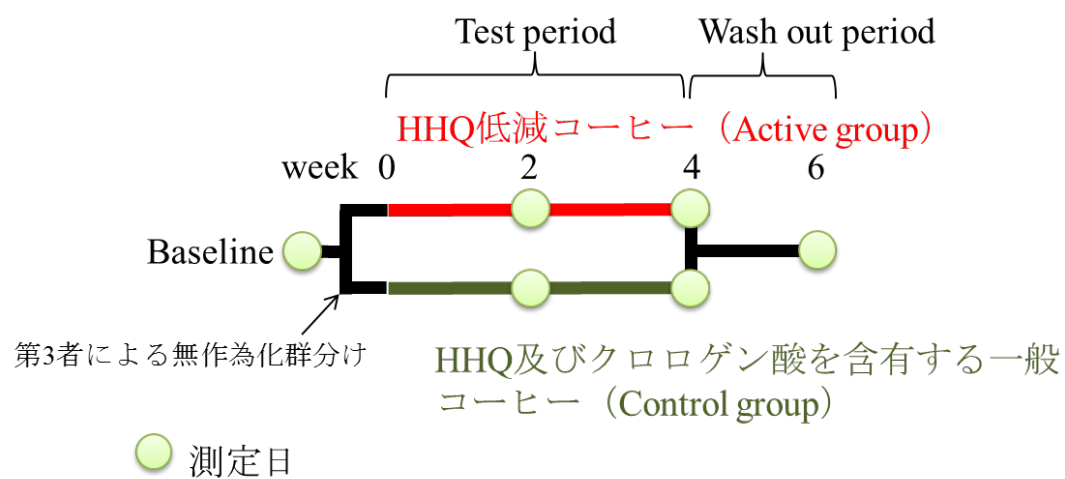 Test period
Wash out period
HHQ低減コーヒー（Active group）
week 0 2 4 6
Baseline
第3者による無作為化群分け
HHQ及びクロロゲン酸を含有する一般
コーヒー（Control group）
測定日